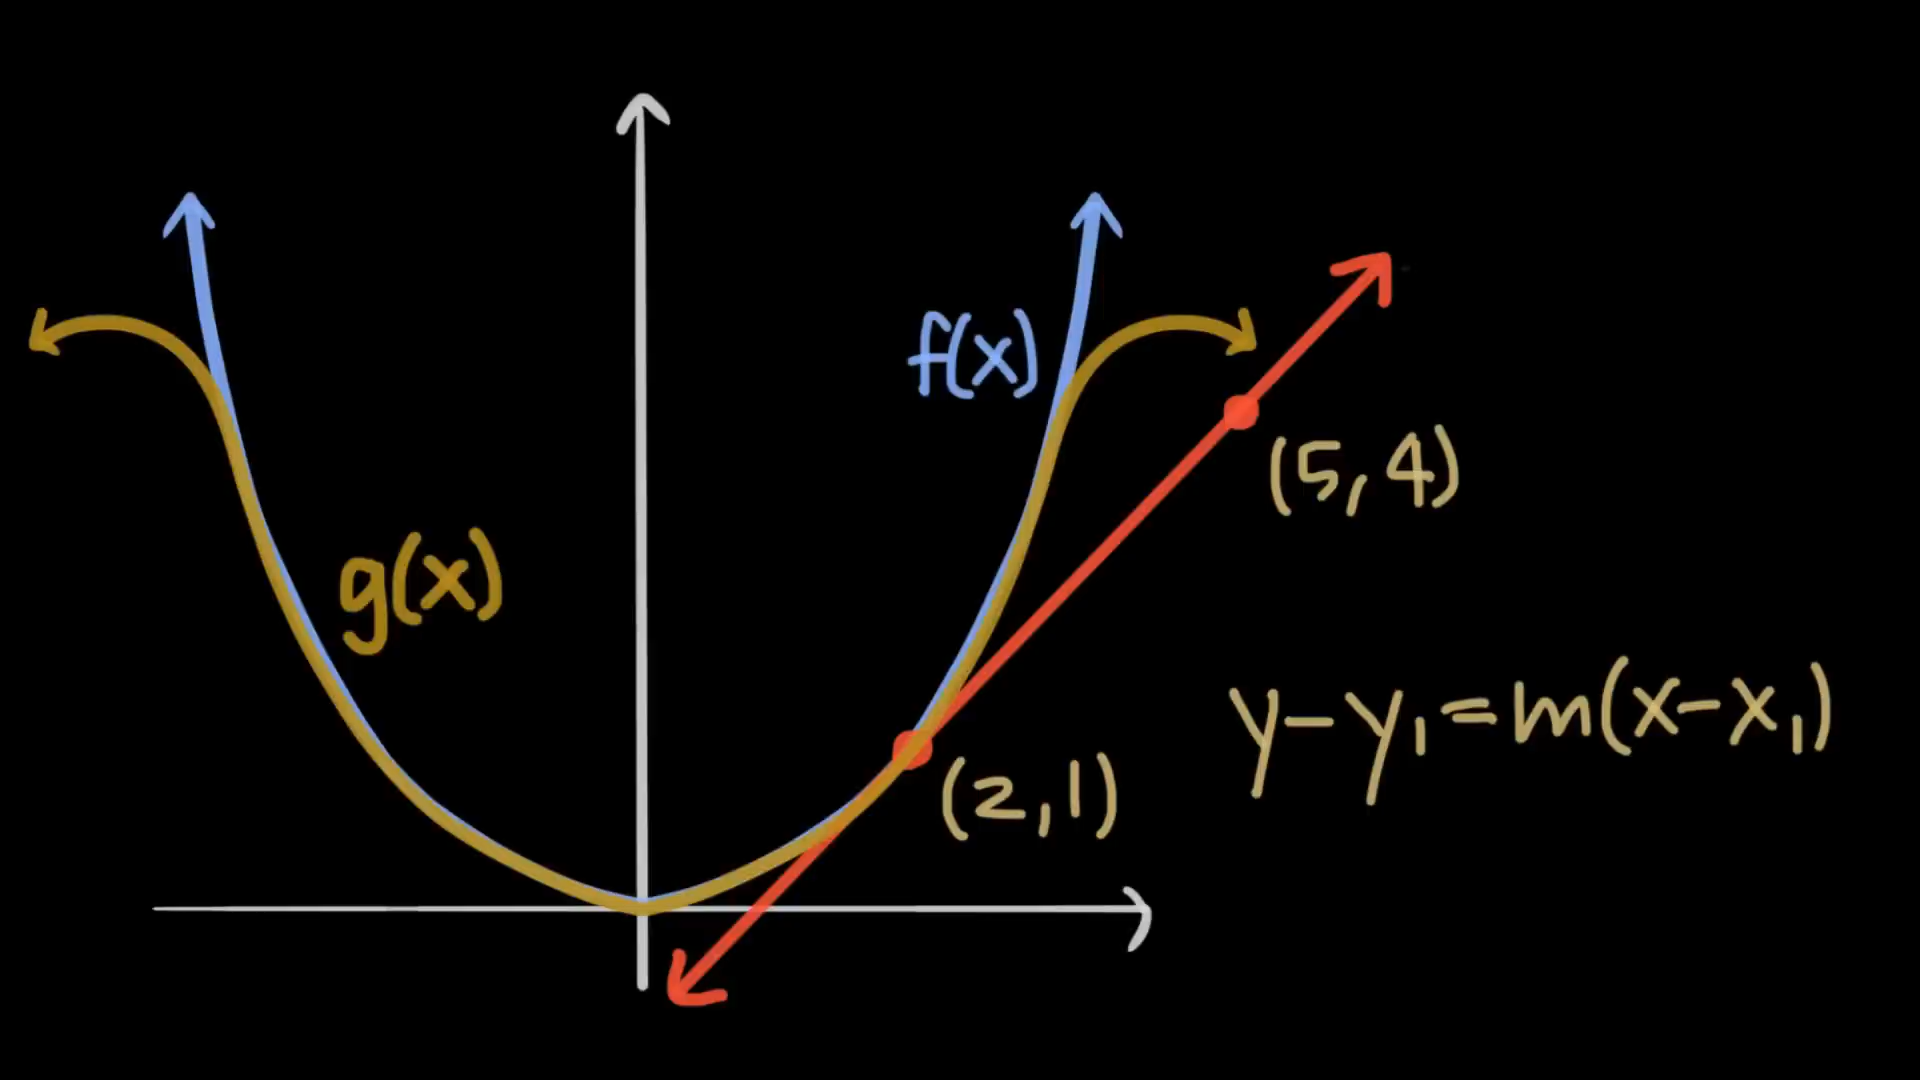 f(x)
(5,4)
g(x)
y-y₁=m(x-x₁)
(2,1)